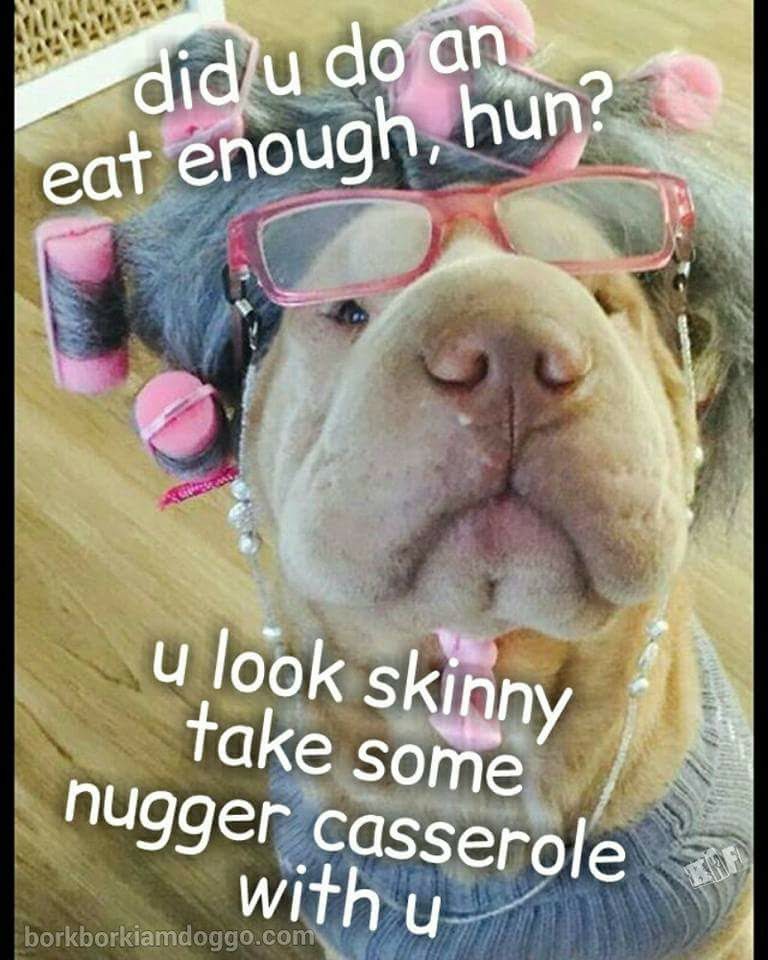 did u do an
eat enough, hun?
u look skinny
take some
nugger casserole
with u
borkborkiamdoggo.com